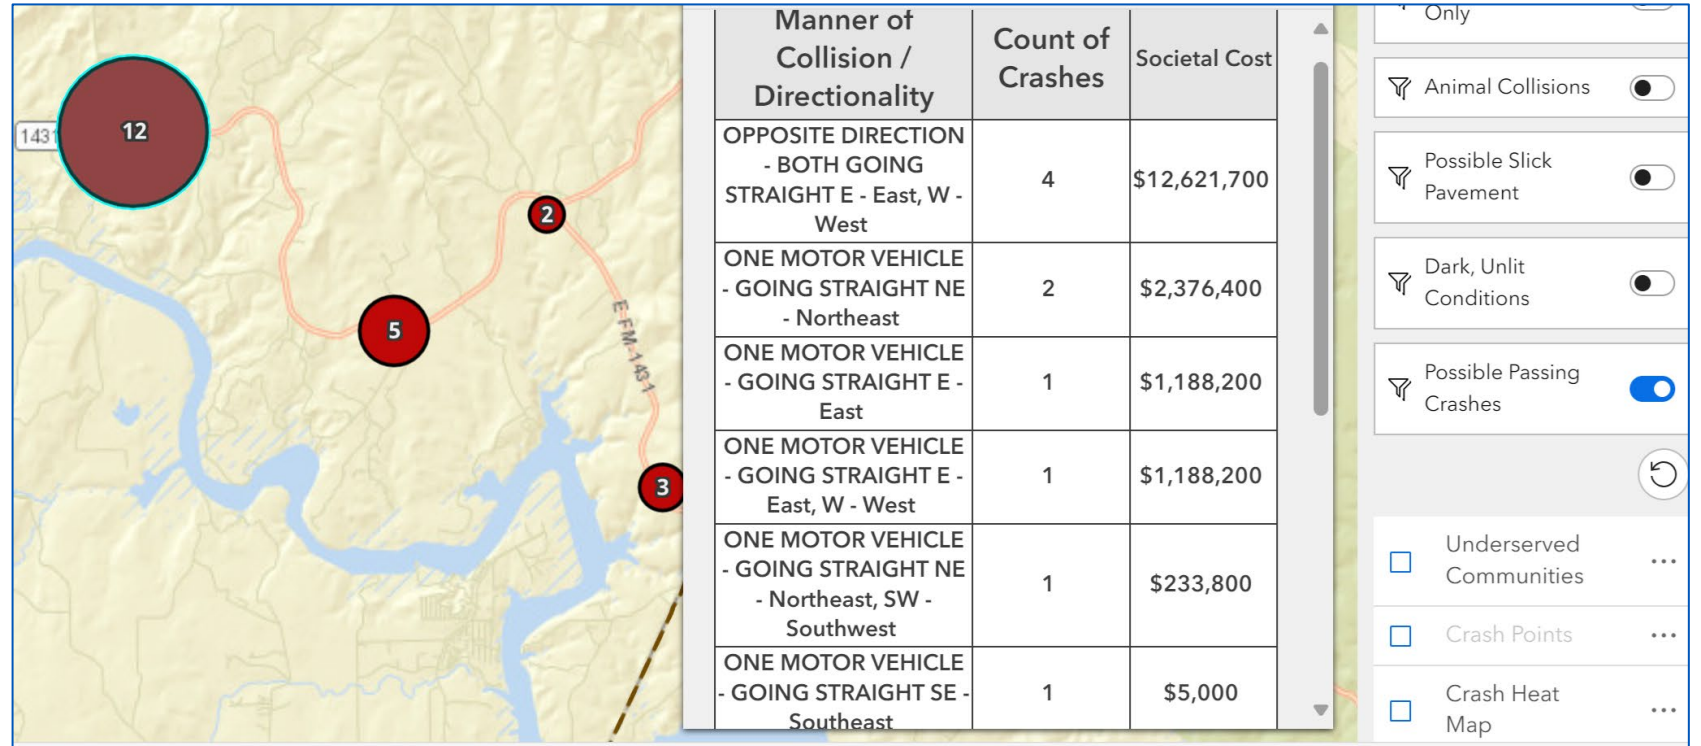 1431
12
2
5
3
E FM-1431
Manner of
Collision /
Directionality
Count of
Crashes
Societal Cost
OPPOSITE DIRECTION
- BOTH GOING
STRAIGHT E - East, W -
West
4
$12,621,700
ONE MOTOR VEHICLE
- GOING STRAIGHT NE
- Northeast
2
$2,376,400
ONE MOTOR VEHICLE
- GOING STRAIGHT E -
East
1
$1,188,200
ONE MOTOR VEHICLE
- GOING STRAIGHT E -
East, W - West
1
$1,188,200
ONE MOTOR VEHICLE
- GOING STRAIGHT NE
- Northeast, SW -
Southwest
1
$233,800
ONE MOTOR VEHICLE
- GOING STRAIGHT SE -
Southeast
1
$5,000
Only
Animal Collisions
Possible Slick
Pavement
Dark, Unlit
Conditions
Possible Passing
Crashes
Underserved
Communities
Crash Points
Crash Heat
Map